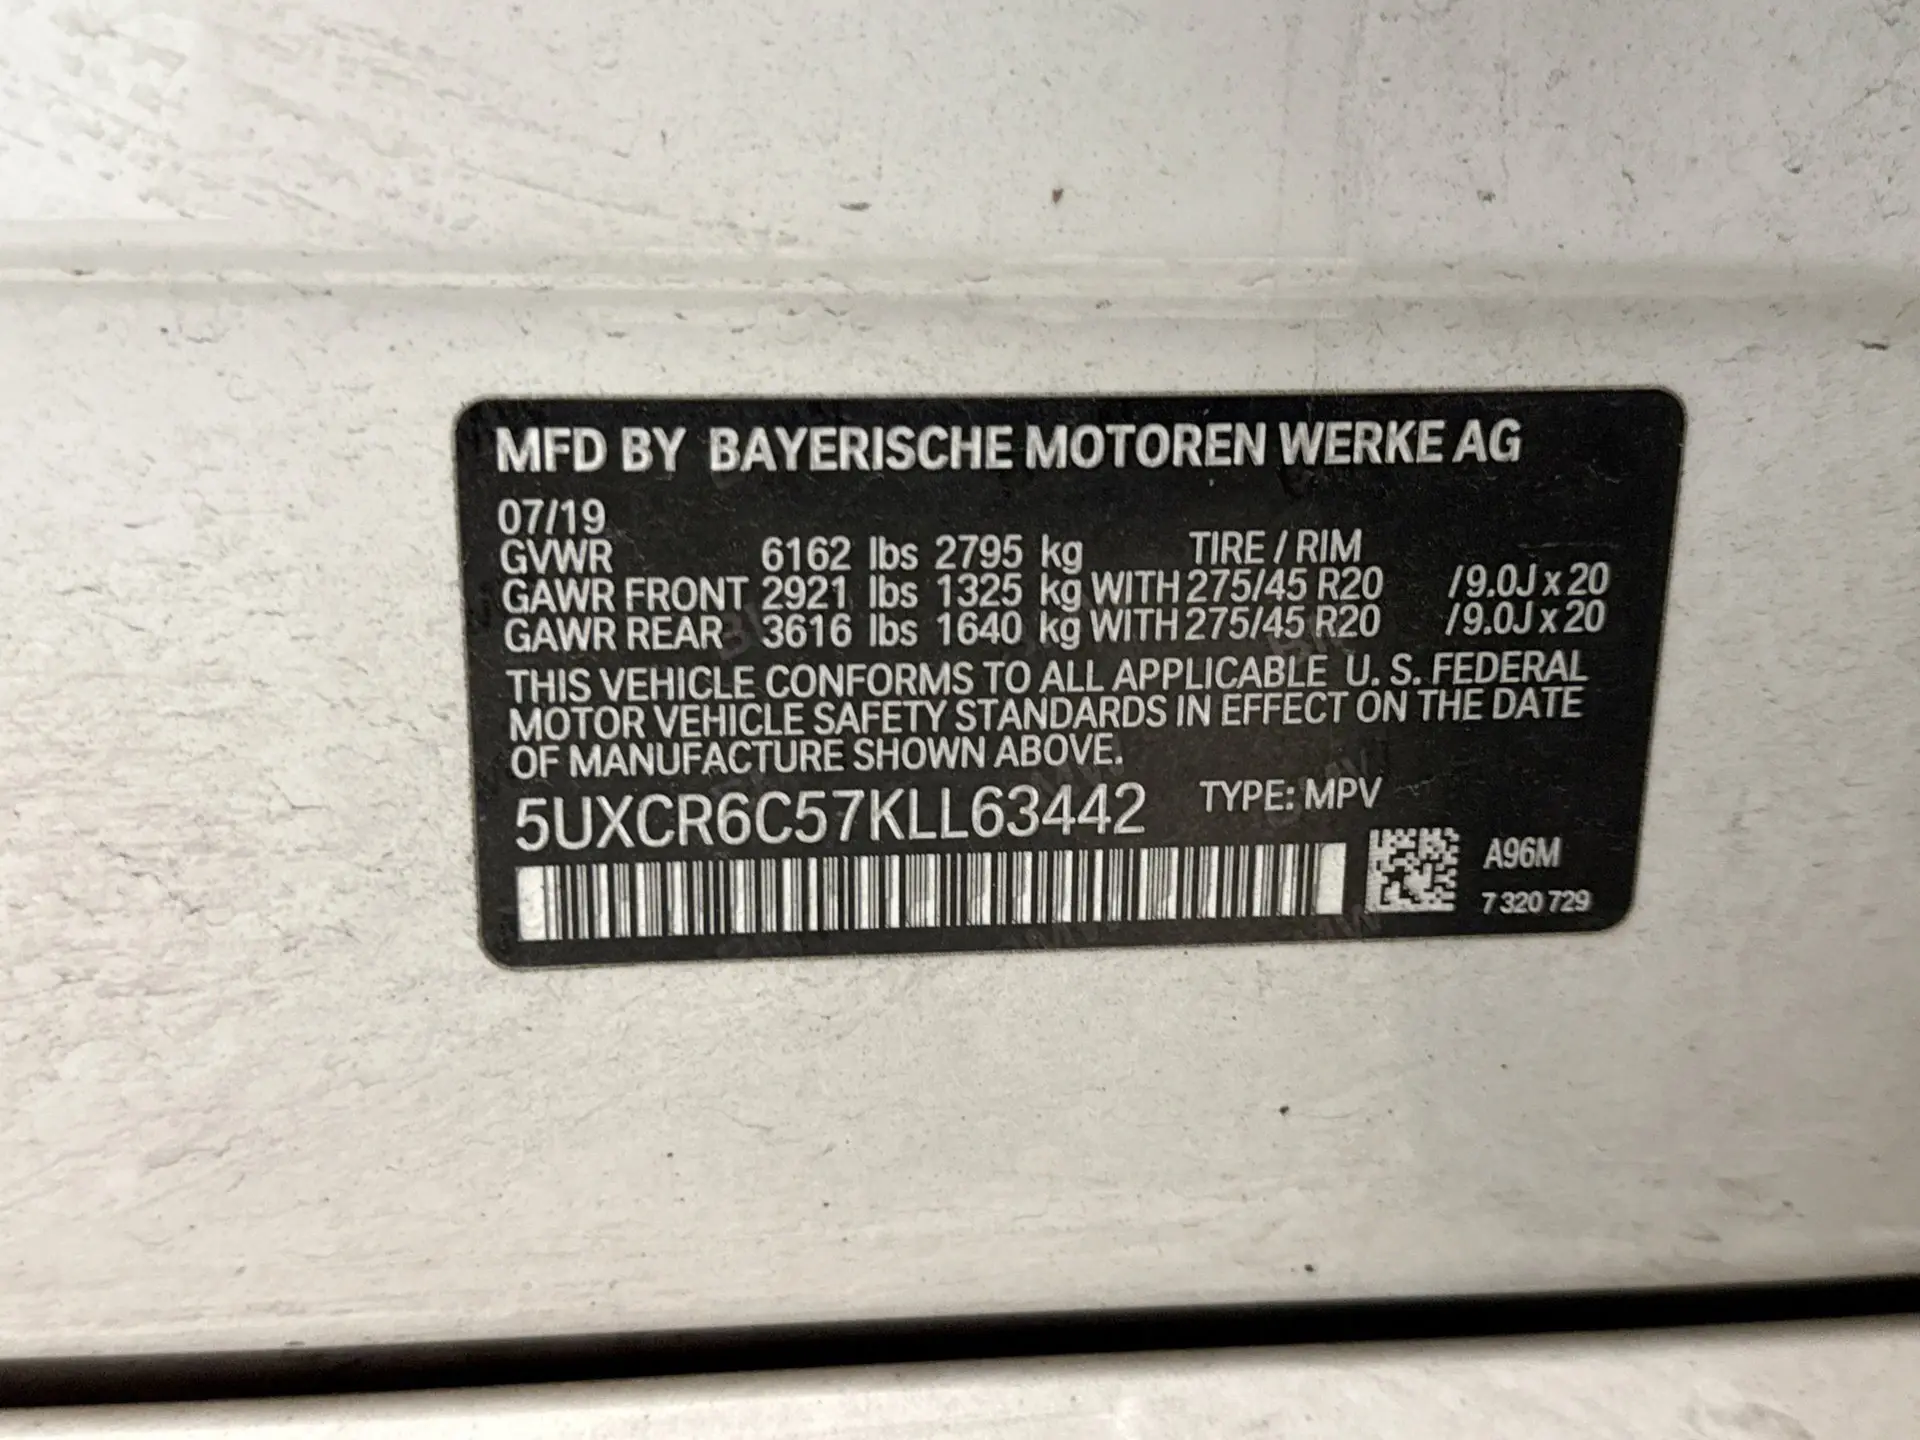 MFD BY BAYERISCHE MOTOREN WERKE AG
07/19
GVWR 6162 lbs 2795 kg TIRE / RIM
GAWR FRONT 2921 lbs 1325 kg WITH 275/45 R20 /9.0J x 20
GAWR REAR 3616 lbs 1640 kg WITH 275/45 R20 /9.0J x 20
THIS VEHICLE CONFORMS TO ALL APPLICABLE U. S. FEDERAL
MOTOR VEHICLE SAFETY STANDARDS IN EFFECT ON THE DATE
OF MANUFACTURE SHOWN ABOVE.
5UXCR6C57KLL63442 TYPE: MPV
A96M
7 320 729